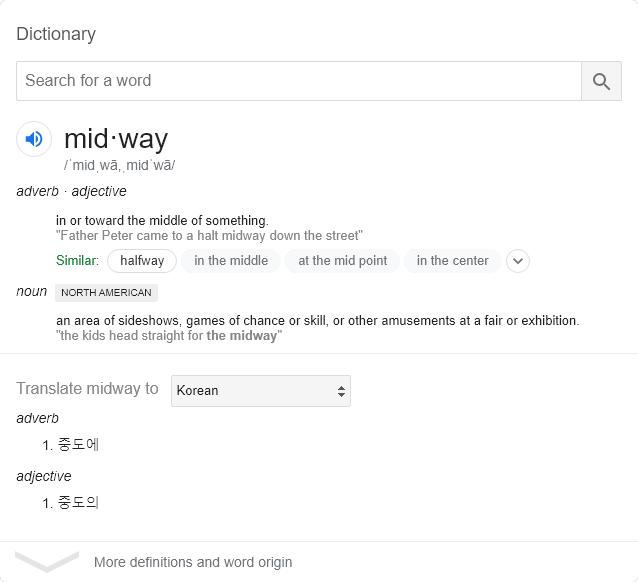 Dictionary
Search for a word
mid·way
/ˈmidˌwā,ˌmidˈwā/
adverb · adjective
in or toward the middle of something.
"Father Peter came to a halt midway down the street"
Similar: halfway in the middle at the mid point in the center
noun NORTH AMERICAN
an area of sideshows, games of chance or skill, or other amusements at a fair or exhibition.
"the kids head straight for the midway"
Translate midway to Korean
adverb
1. 중도에
adjective
1. 중도의
More definitions and word origin